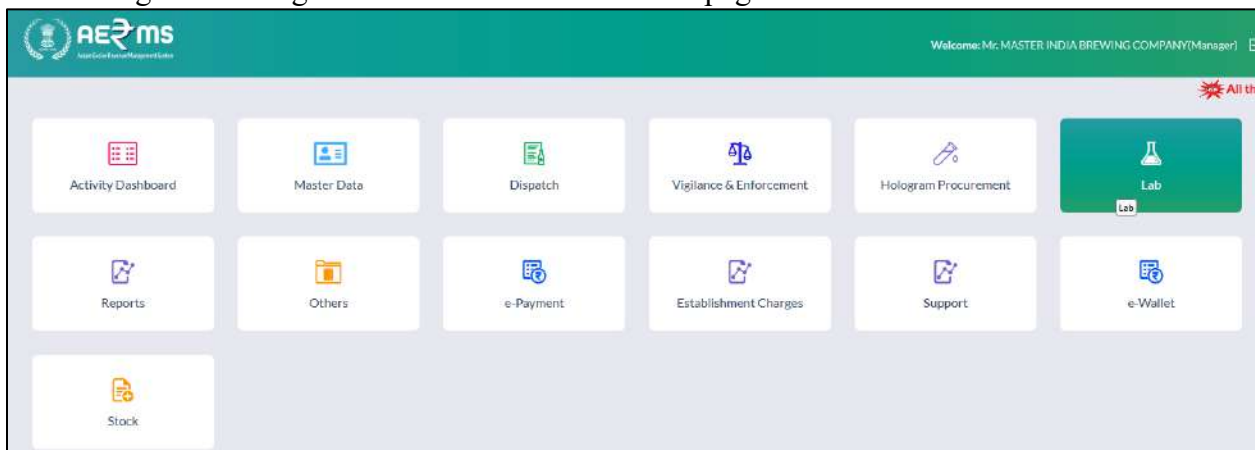 AE₹MS
Welcome: Mr. MASTER INDIA BREWING COMPANY(Manager)
All th
Activity Dashboard
Master Data
Dispatch
Vigilance & Enforcement
Hologram Procurement
Lab
Lab
Reports
Others
e-Payment
Establishment Charges
Support
e-Wallet
Stock